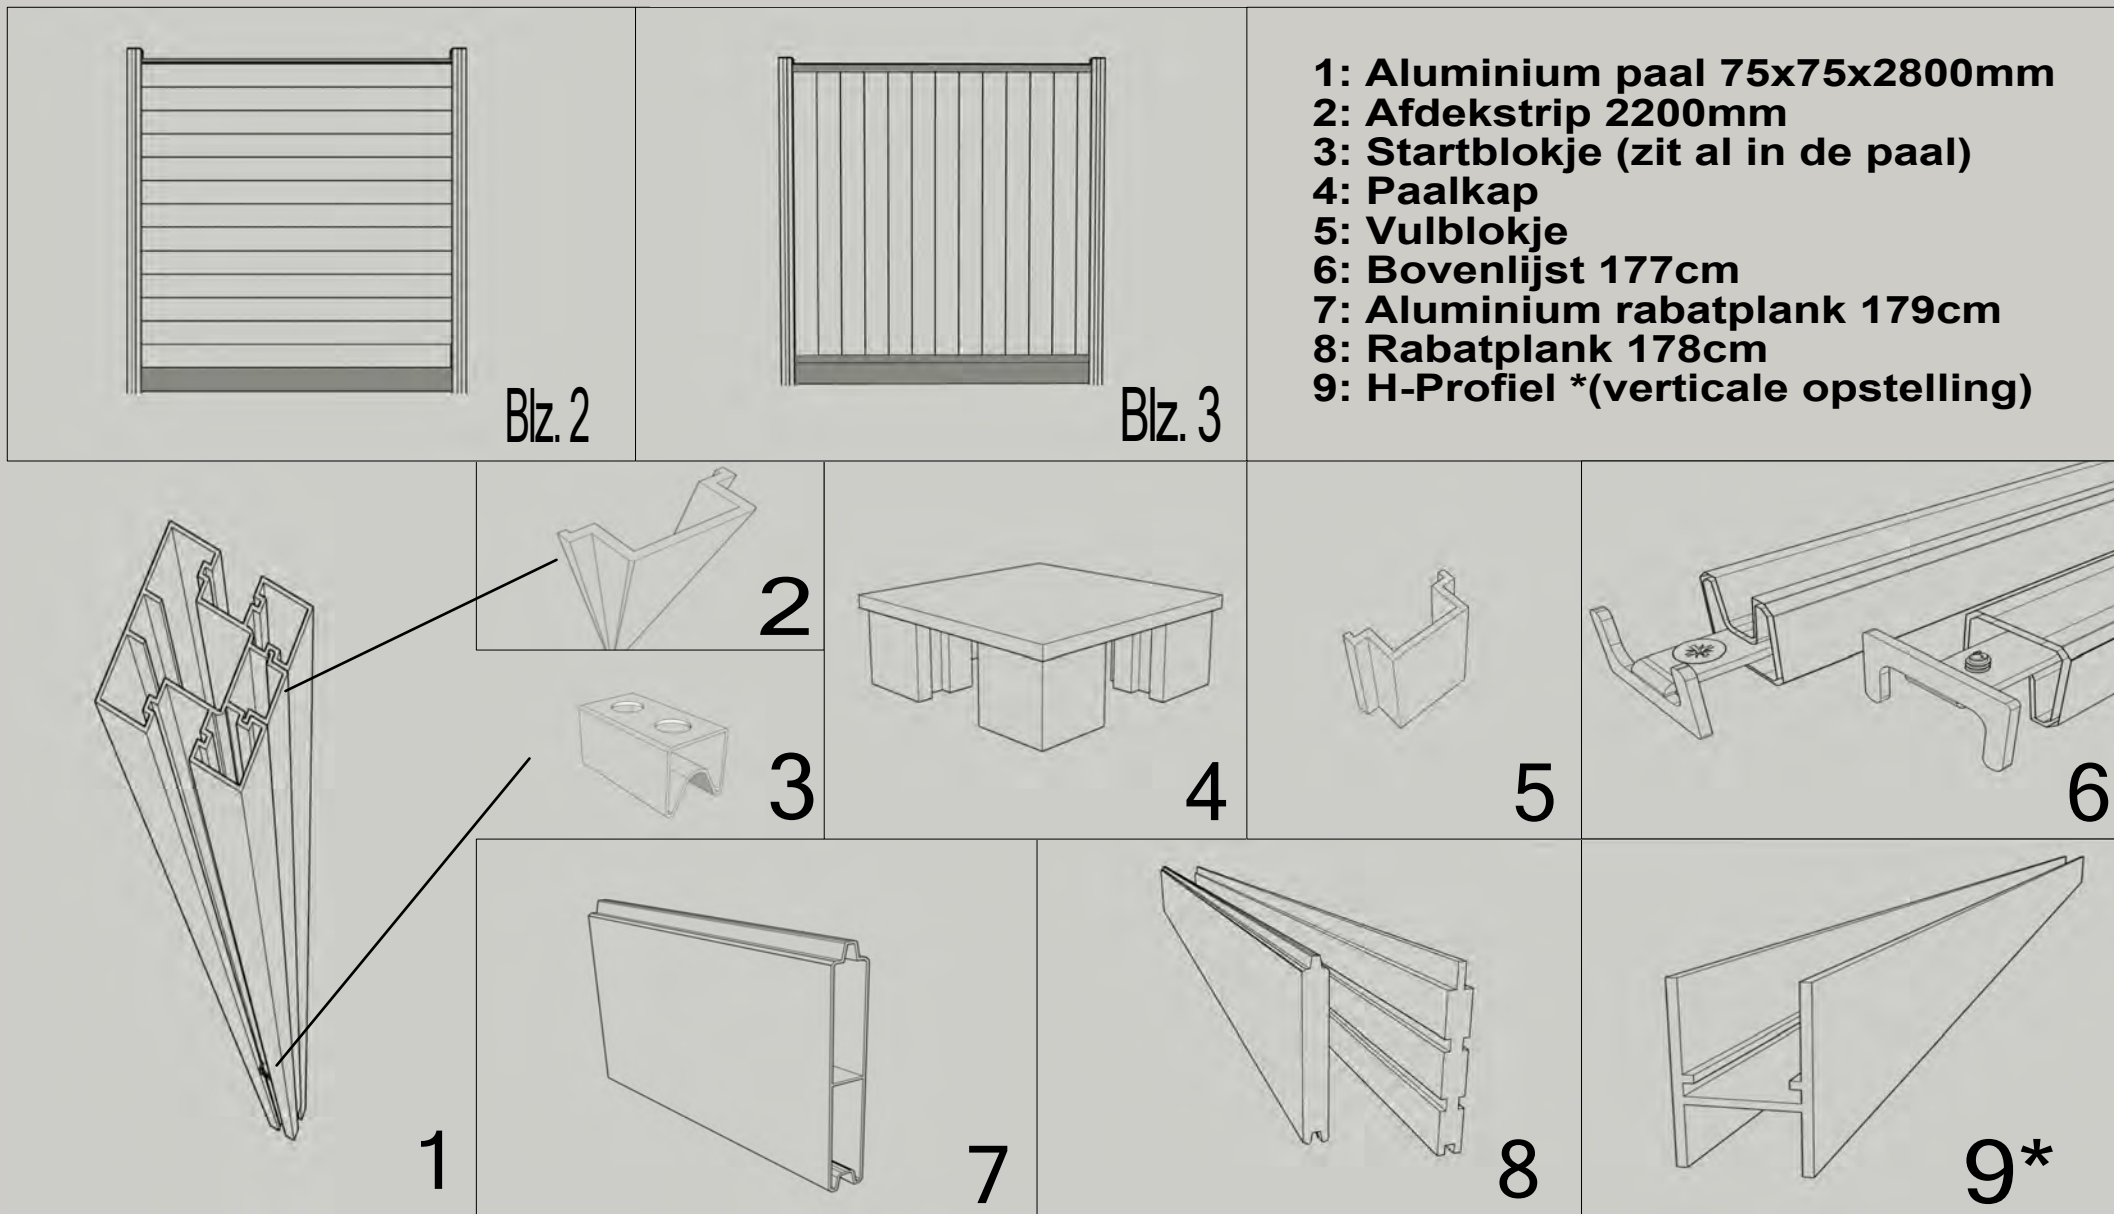 Blz. 2
Blz. 3
1: Aluminium paal 75x75x2800mm
2: Afdekstrip 2200mm
3: Startblokje (zit al in de paal)
4: Paalkap
5: Vulblokje
6: Bovenlijst 177cm
7: Aluminium rabatplank 179cm
8: Rabatplank 178cm
9: H-Profiel *(verticale opstelling)
1
2
3
4
5
6
7
8
9*